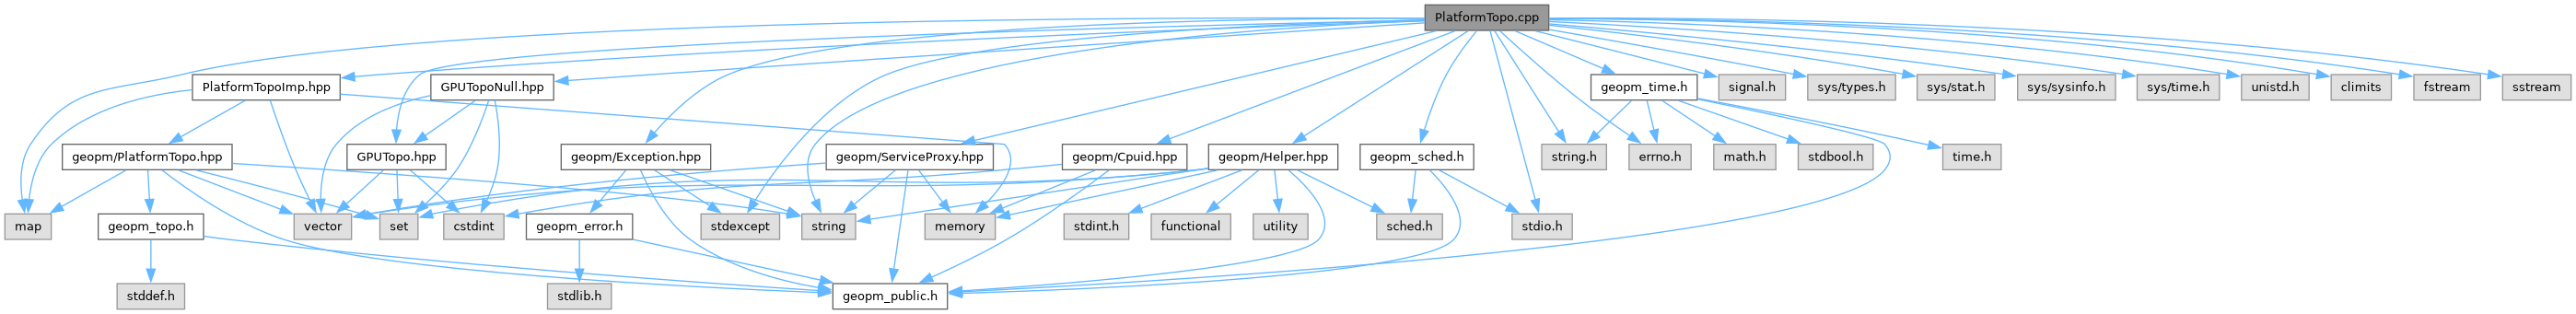 PlatformTopo.cpp
PlatformTopoImp.hpp
GPUTopoNull.hpp
geopm_time.h
signal.h
sys/types.h
sys/stat.h
sys/sysinfo.h
sys/time.h
unistd.h
climits
fstream
sstream
geopm/PlatformTopo.hpp
GPUTopo.hpp
geopm/Exception.hpp
geopm/ServiceProxy.hpp
geopm/Cpuid.hpp
geopm/Helper.hpp
geopm_sched.h
string.h
errno.h
math.h
stdbool.h
time.h
map
geopm_topo.h
vector
set
cstdint
geopm_error.h
stdexcept
string
memory
stdint.h
functional
utility
sched.h
stdio.h
stddef.h
stdlib.h
geopm_public.h